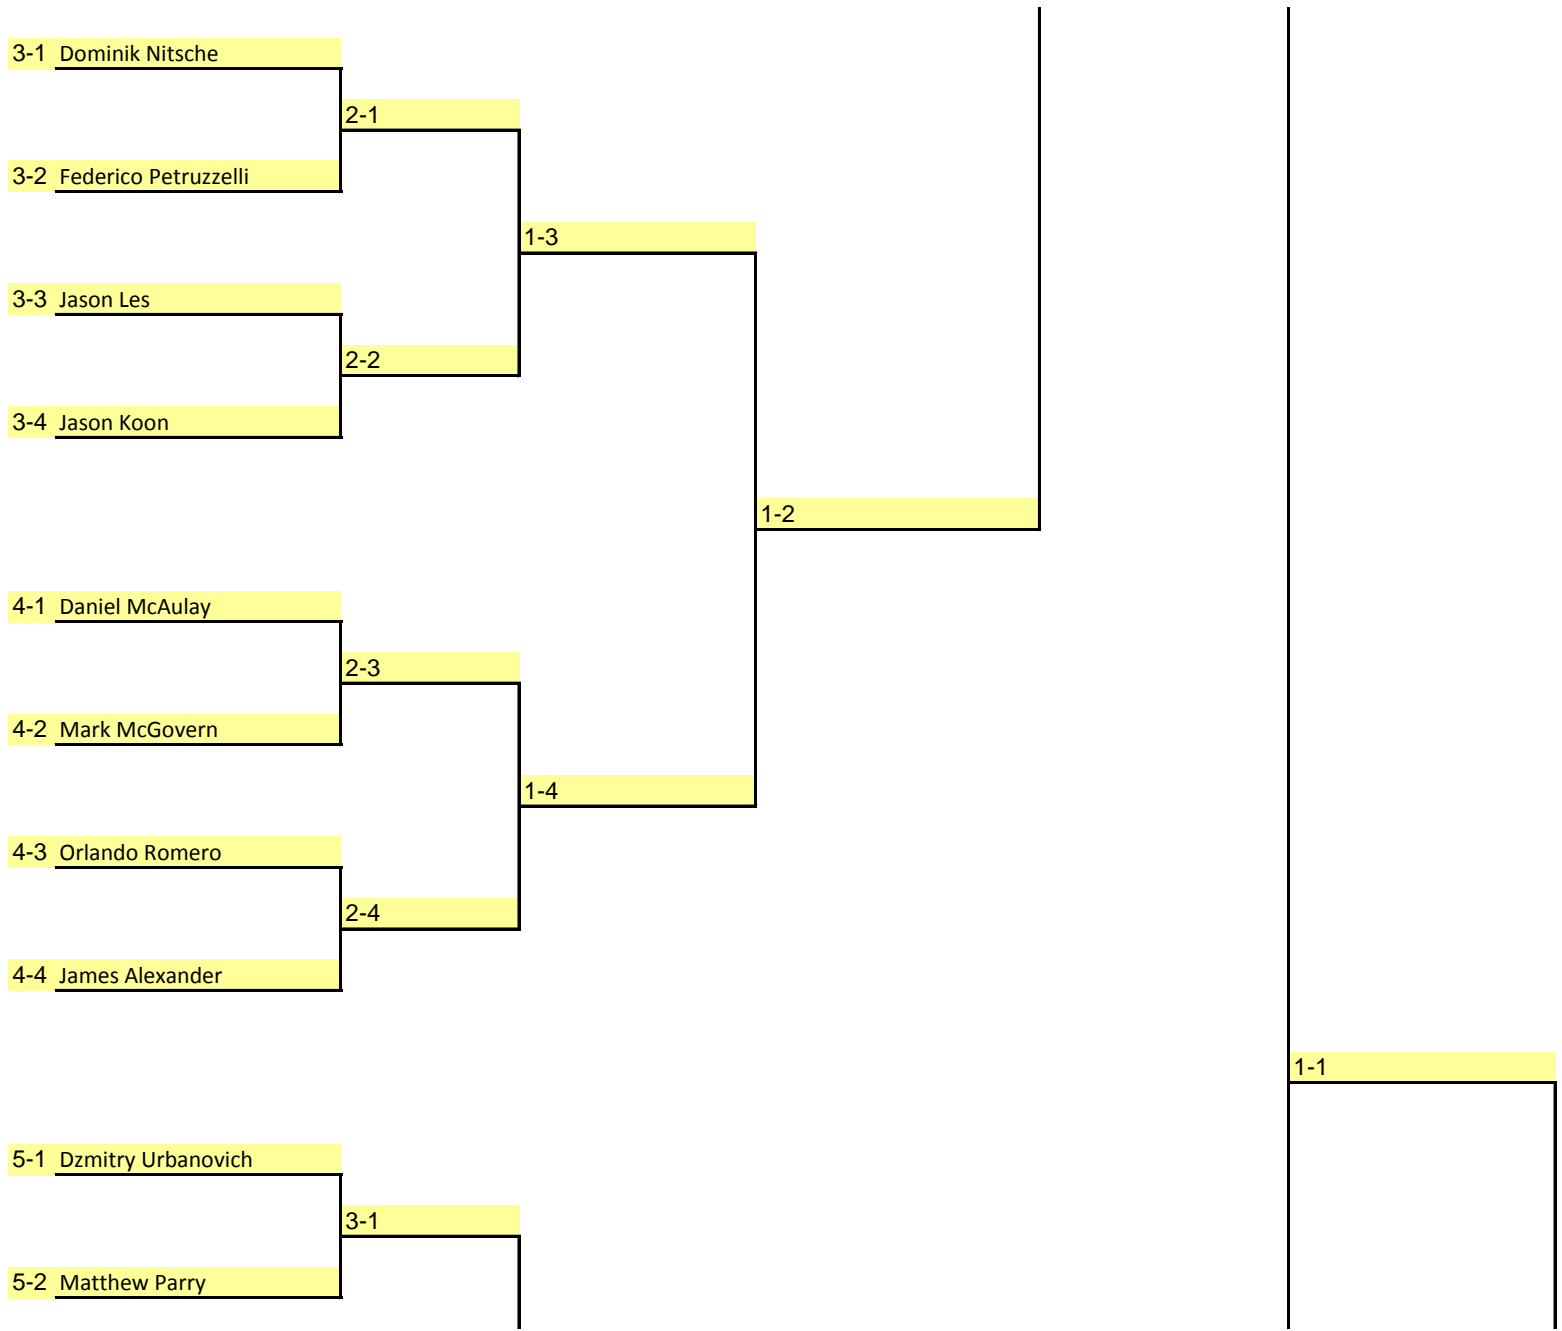 3-1 Dominik Nitsche
2-1
3-2 Federico Petruzzelli
1-3
3-3 Jason Les
2-2
3-4 Jason Koon
1-2
4-1 Daniel McAulay
2-3
4-2 Mark McGovern
1-4
4-3 Orlando Romero
2-4
4-4 James Alexander
1-1
5-1 Dzmitry Urbanovich
3-1
5-2 Matthew Parry